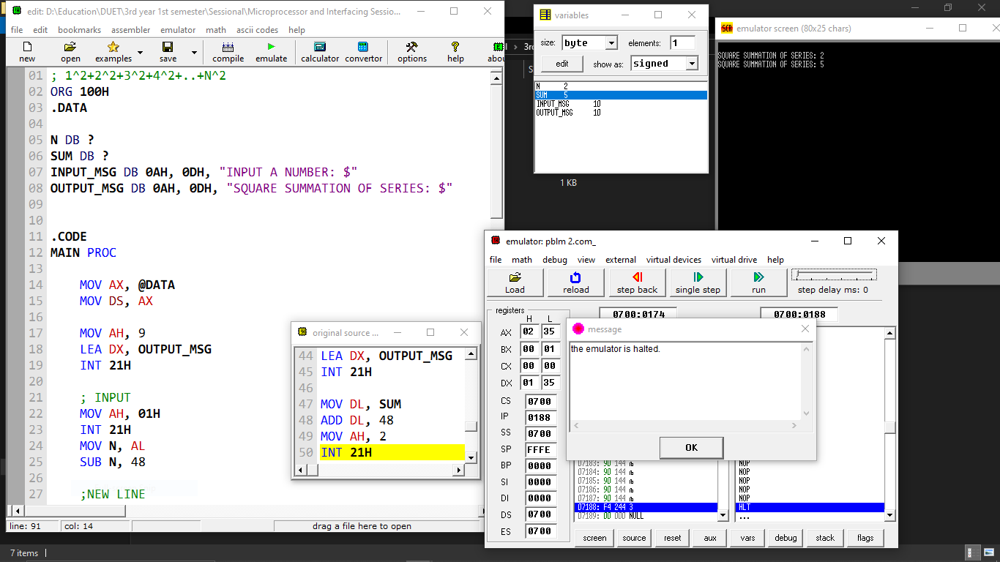 edit: D:\Education\DUET\3rd year 1st semester\Sessional\Microprocessor and Interfacing Sessio...
file edit bookmarks assembler emulator math ascii codes help
new open examples save compile emulate calculator convertor options help abou
01 ; 1^2+2^2+3^2+4^2+..+N^2
02 ORG 100H
03 .DATA
04
05 N DB ?
06 SUM DB ?
07 INPUT_MSG DB 0AH, 0DH, "INPUT A NUMBER: $"
08 OUTPUT_MSG DB 0AH, 0DH, "SQUARE SUMMATION OF SERIES: $"
09
10
11 .CODE
12 MAIN PROC
13
14 MOV AX, @DATA
15 MOV DS, AX
16
17 MOV AH, 9
18 LEA DX, OUTPUT_MSG
19 INT 21H
20
21 ; INPUT
22 MOV AH, 01H
23 INT 21H
24 MOV N, AL
25 SUB N, 48
26
27 ;NEW LINE
line: 91 col: 14 drag a file here to open
7 items
original source ...
44 LEA DX, OUTPUT_MSG
45 INT 21H
46
47 MOV DL, SUM
48 ADD DL, 48
49 MOV AH, 2
50 INT 21H
variables
size: byte elements: 1
edit show as: signed
N 2
SUM 5
INPUT_MSG 10
OUTPUT_MSG 10
1 KB
3r
S
SCR emulator screen (80x25 chars)
SQUARE SUMMATION OF SERIES: 2
SQUARE SUMMATION OF SERIES: 5
emulator: pblm 2.com_
file math debug view external virtual devices virtual drive help
Load reload step back single step run step delay ms: 0
registers 0700:0174 0700:0188
H L
AX 02 35
BX 00 01
CX 00 00
DX 01 35
CS 0700
IP 0188
SS 0700
SP FFFE
BP 0000
SI 0000
DI 0000
DS 0700
ES 0700
message
the emulator is halted.
OK
07183: 90 144 NOP
07184: 90 144 NOP
07185: 90 144 NOP
07186: 90 144 NOP
07187: 90 144 NOP
07188: F4 244 HLT
07189: 00 000 NULL ...
screen source reset aux vars debug stack flags